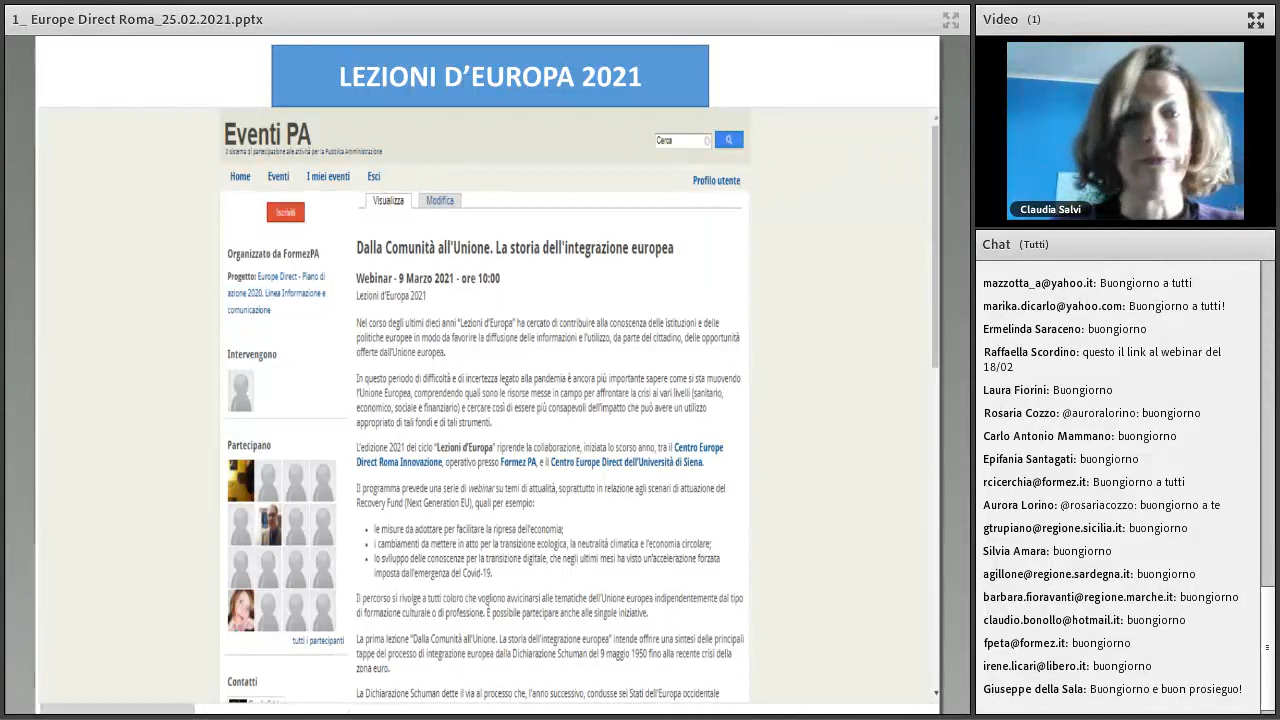 1_ Europe Direct Roma_25.02.2021.pptx
LEZIONI D'EUROPA 2021
Eventi PA
Il sistema di partecipazione alle attività per la Pubblica Amministrazione
Cerca
Home Eventi I miei eventi Esci
Profilo utente
Iscriviti
Organizzato da FormezPA
Progetto: Europe Direct - Piano di
azione 2020. Linea Informazione e
comunicazione
Intervengono
Partecipano
tutti i partecipanti
Contatti
Visualizza Modifica
Dalla Comunità all'Unione. La storia dell'integrazione europea
Webinar - 9 Marzo 2021 - ore 10:00
Lezioni d'Europa 2021
Nel corso degli ultimi dieci anni "Lezioni d'Europa" ha cercato di contribuire alla conoscenza delle istituzioni e delle
politiche europee in modo da favorire la diffusione delle informazioni e l'utilizzo, da parte del cittadino, delle opportunità
offerte dall'Unione europea.
In questo periodo di difficoltà e di incertezza legato alla pandemia è ancora più importante sapere come si sta muovendo
l'Unione Europea, comprendendo quali sono le risorse messe in campo per affrontare la crisi ai vari livelli (sanitario,
economico, sociale e finanziario) e cercare così di essere più consapevoli dell'impatto che può avere un utilizzo
appropriato di tali fondi e di tali strumenti.
L'edizione 2021 del ciclo "Lezioni d'Europa" riprende la collaborazione, iniziata lo scorso anno, tra il Centro Europe
Direct Roma Innovazione, operativo presso Formez PA, e il Centro Europe Direct dell'Università di Siena.
Il programma prevede una serie di webinar su temi di attualità, soprattutto in relazione agli scenari di attuazione del
Recovery Fund (Next Generation EU), quali per esempio:
• le misure da adottare per facilitare la ripresa dell'economia;
• i cambiamenti da mettere in atto per la transizione ecologica, la neutralità climatica e l'economia circolare;
• lo sviluppo delle conoscenze per la transizione digitale, che negli ultimi mesi ha visto un'accelerazione forzata
imposta dall'emergenza del Covid-19.
Il percorso si rivolge a tutti coloro che vogliono avvicinarsi alle tematiche dell'Unione europea indipendentemente dal tipo
di formazione culturale o di professione. È possibile partecipare anche alle singole iniziative.
La prima lezione "Dalla Comunità all'Unione. La storia dell'integrazione europea" intende offrire una sintesi delle principali
tappe del processo di integrazione europea dalla Dichiarazione Schuman del 9 maggio 1950 fino alla recente crisi della
zona euro.
La Dichiarazione Schuman dette il via al processo che, l'anno successivo, condusse sei Stati dell'Europa occidentale
Video (1)
Claudia Salvi
Chat (Tutti)
mazzotta_a@yahoo.it: Buongiorno a tutti
marika.dicarlo@yahoo.com: Buongiorno a tutti!
Ermelinda Saraceno: buongiorno
Raffaella Scordino: questo il link al webinar del
18/02
Laura Fiorini: Buongiorno
Rosaria Cozzo: @auroralorino: buongiorno
Carlo Antonio Mammano: buongiorno
Epifania Santagati: buongiorno
rcicerchia@formez.it: Buongiorno a tutti
Aurora Lorino: @rosariacozzo: buongiorno a te
gtrupiano@regione.sicilia.it: buongiorno
Silvia Amara: buongiorno
agillone@regione.sardegna.it: buongiorno
barbara.fioravanti@regione.marche.it: buongiorno
claudio.bonollo@hotmail.it: buongiorno
fpeta@formez.it: buongiorno
irene.licari@libero.it: buongiorno
Giuseppe della Sala: Buongiorno e buon prosieguo!